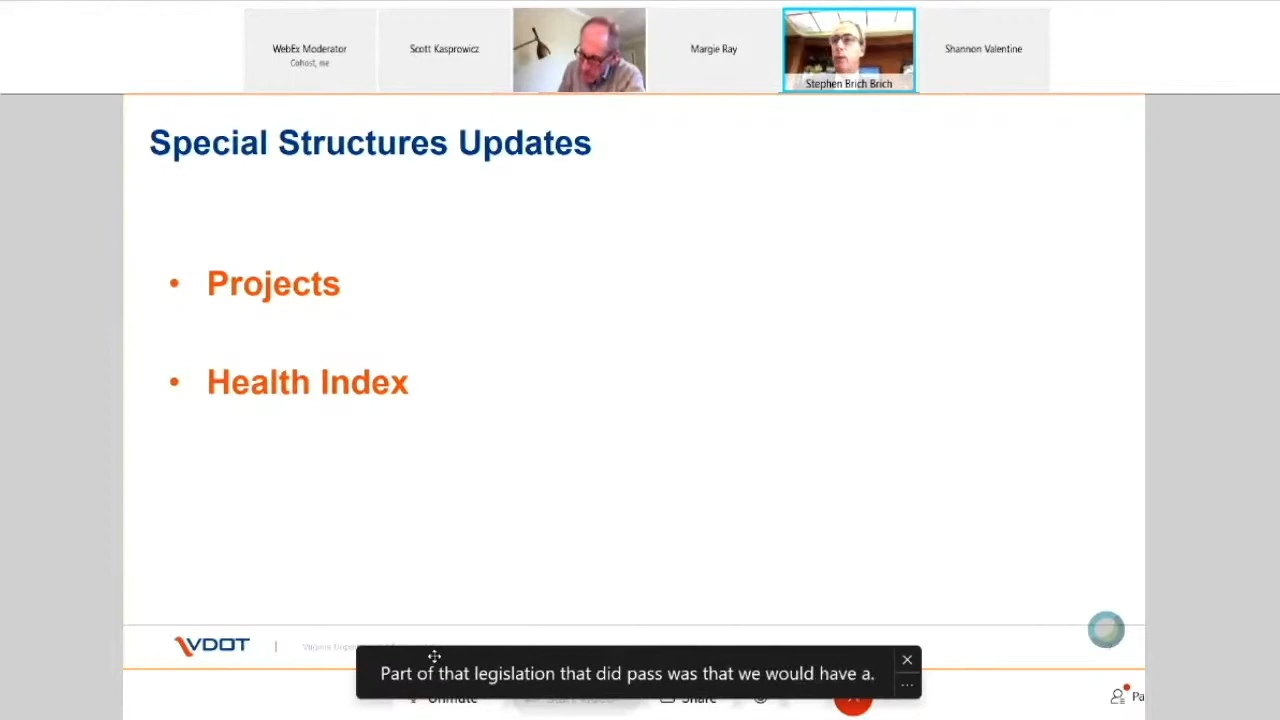 WebEx Moderator
Cohost, me
Scott Kasprowicz
Margie Ray
Stephen Brich Brich
Shannon Valentine
Special Structures Updates
• Projects
• Health Index
VDOT
Part of that legislation that did pass was that we would have a.
Unmute
Share
Pa